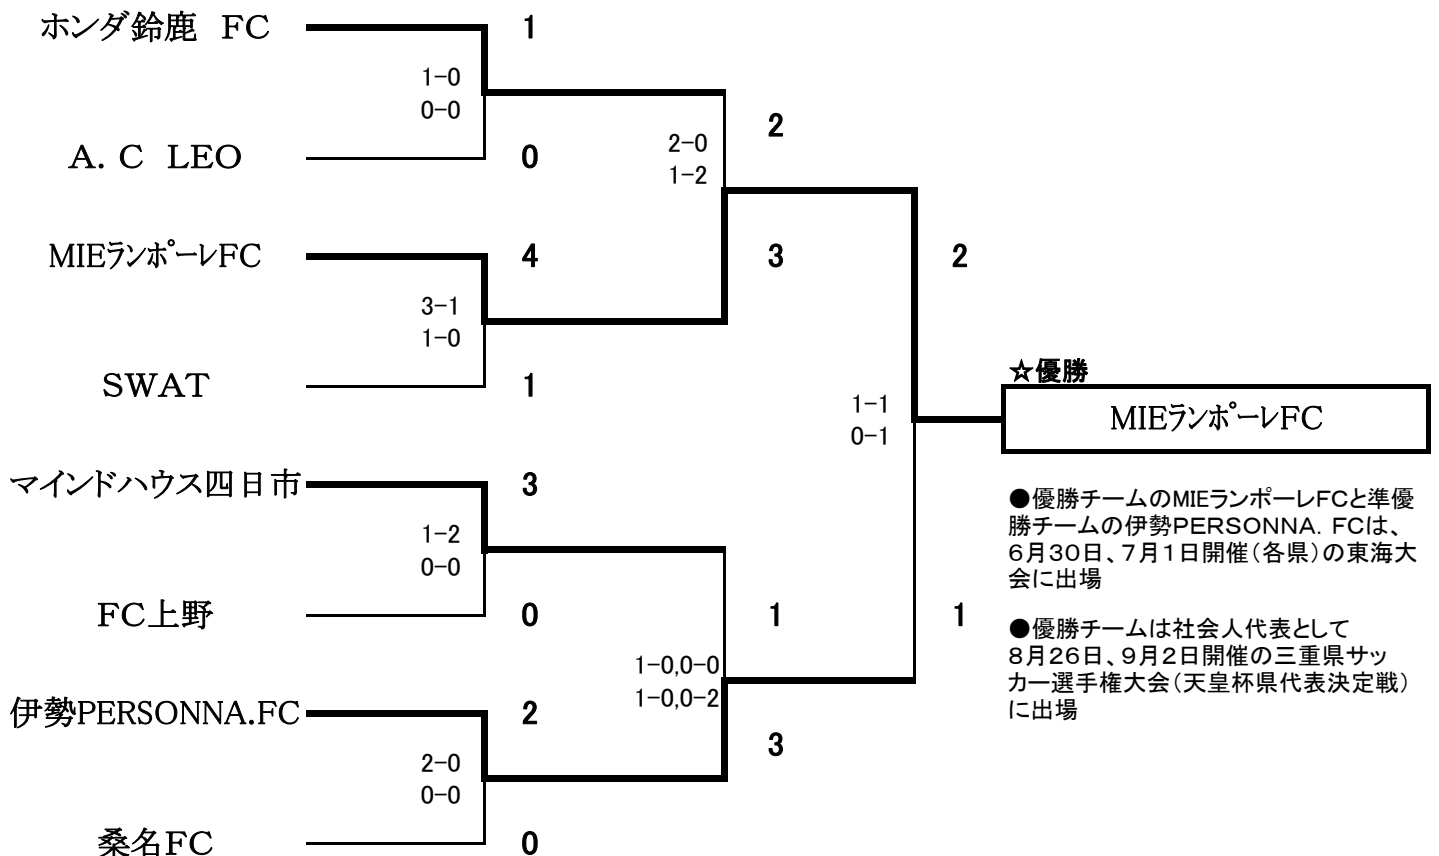 ホンダ鈴鹿　ＦＣ
1
1-0
0-0
Ａ．Ｃ　ＬＥＯ
0
2
2-0
1-2
MIEランポーレFC
4
3
2
3-1
1-0
ＳＷＡＴ
1
☆優勝
MIEランポーレFC
1-1
0-1
マインドハウス四日市
3
1-2
0-0
ＦＣ上野
0
1
1
1-0,0-0
1-0,0-2
伊勢PERSONNA.FC
2
3
2-0
0-0
桑名ＦＣ
0
●優勝チームのMIEランポーレFCと準優
勝チームの伊勢PERSONNA．FCは、
６月３０日、７月１日開催（各県）の東海大
会に出場
●優勝チームは社会人代表として
８月２６日、９月２日開催の三重県サッ
カー選手権大会（天皇杯県代表決定戦）
に出場